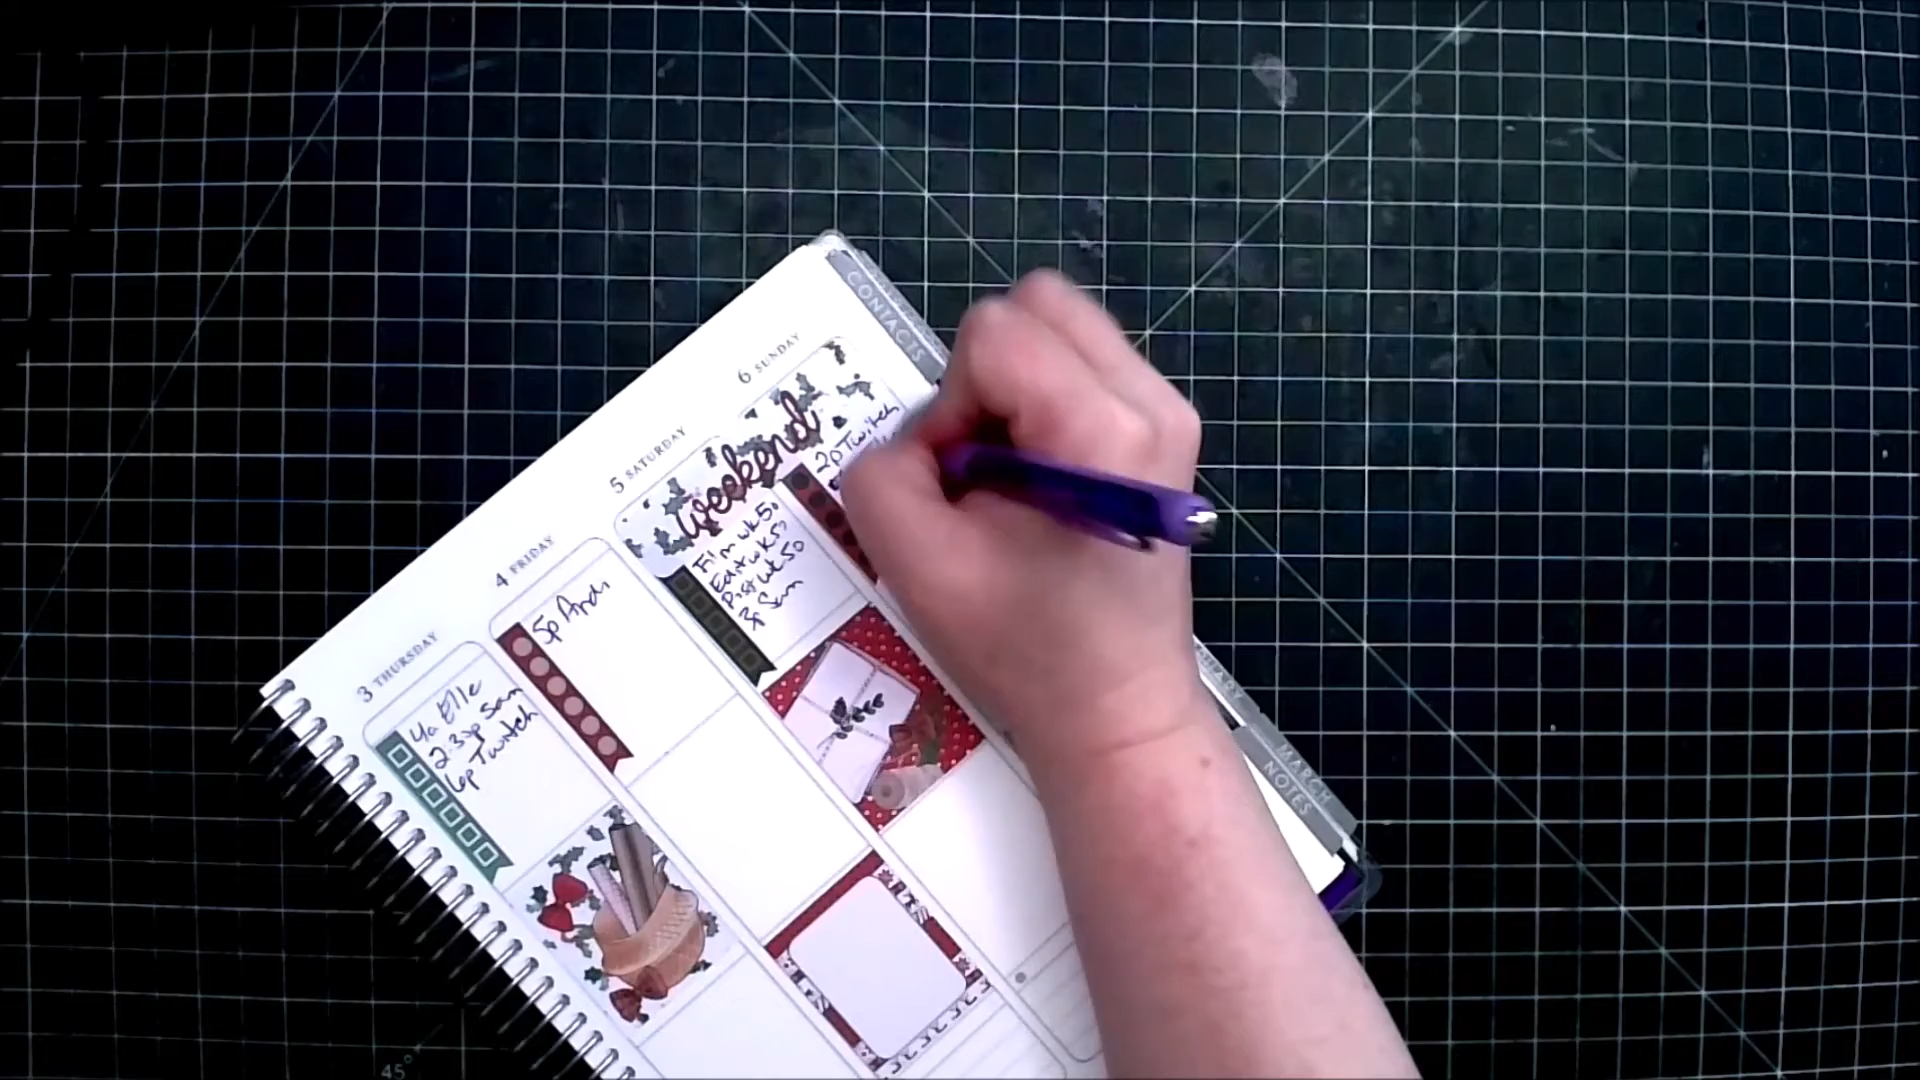 CONTACTS
6 SUNDAY
weekend
2p Twitch
5 SATURDAY
Film wk50
Edit wk50
Post wk50
3p Sam
4 FRIDAY
5p Andi
3 THURSDAY
4a Elle
2:30p Sam
6p Twitch
MARCH
NOTES
45°